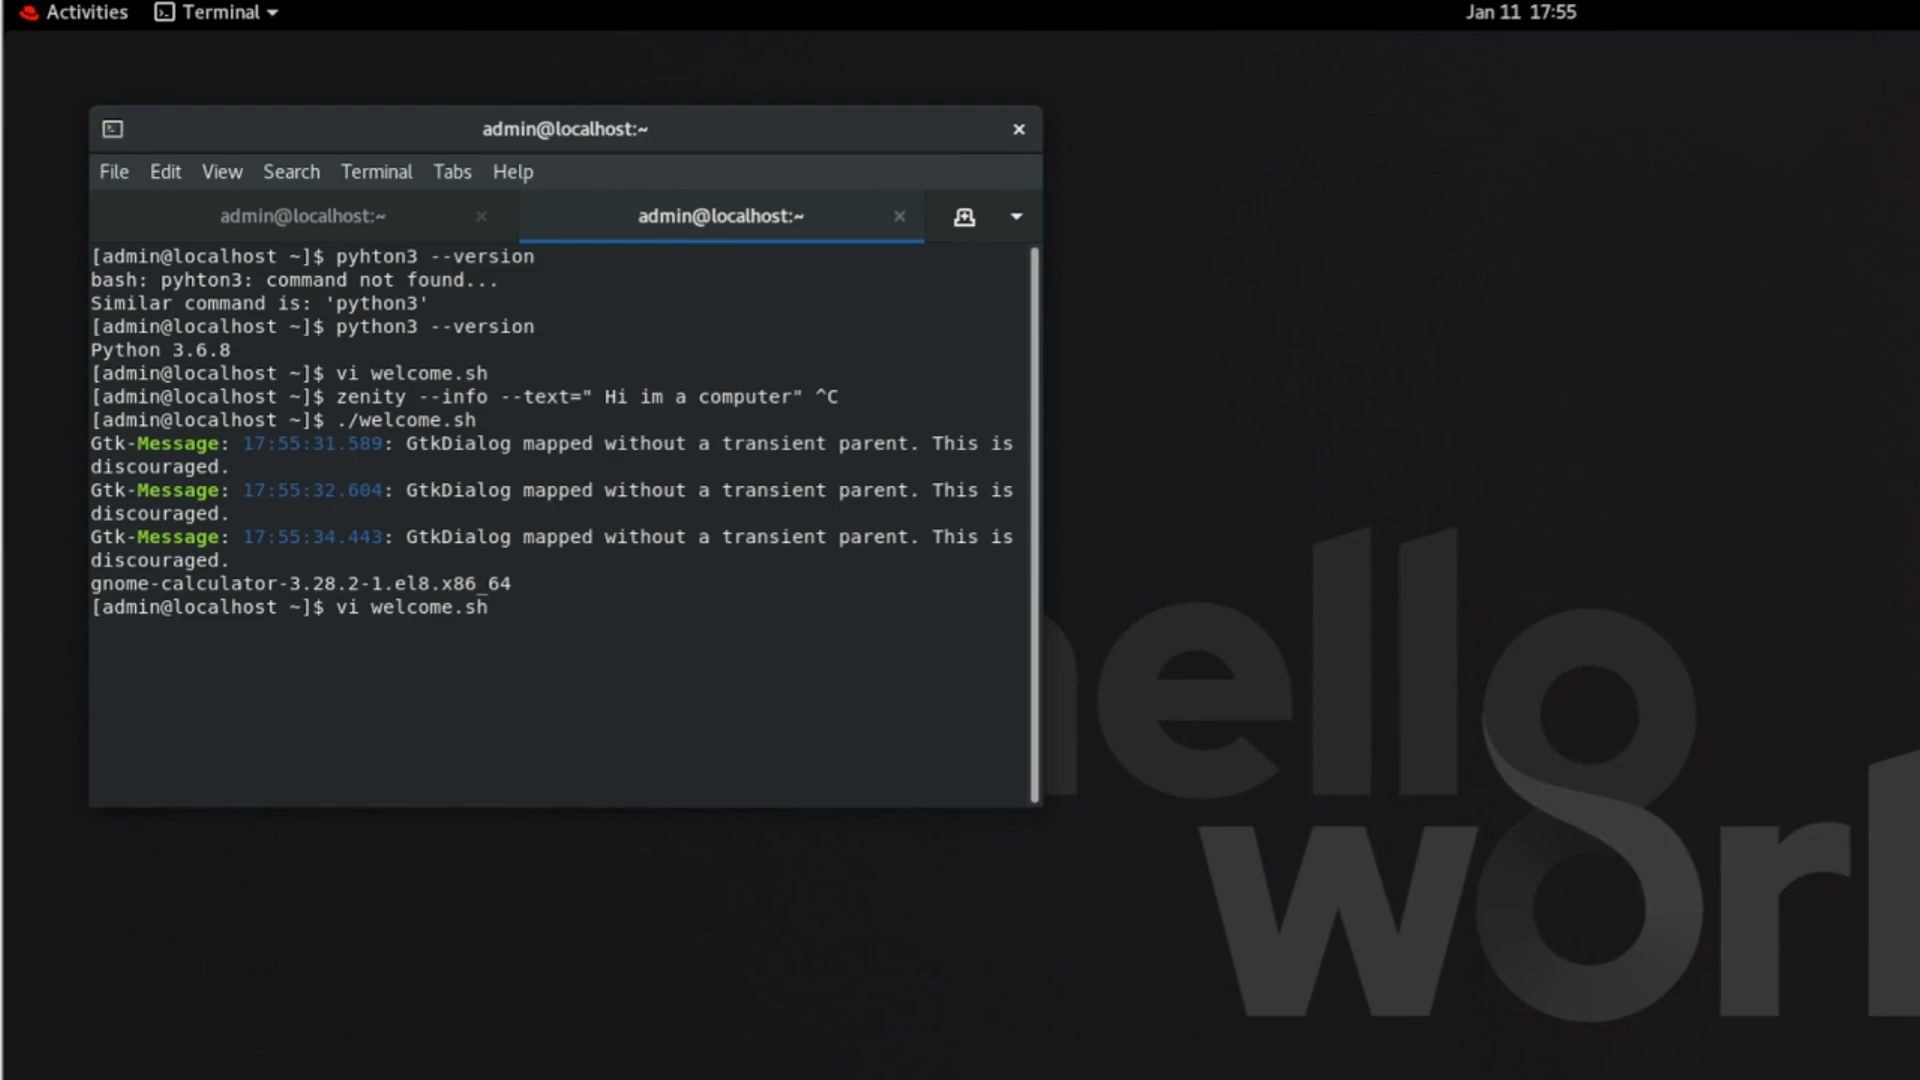 Activities Terminal Jan 11 17:55
admin@localhost:~
File Edit View Search Terminal Tabs Help
admin@localhost:~ admin@localhost:~
[admin@localhost ~]$ pyhton3 --version
bash: pyhton3: command not found...
Similar command is: 'python3'
[admin@localhost ~]$ python3 --version
Python 3.6.8
[admin@localhost ~]$ vi welcome.sh
[admin@localhost ~]$ zenity --info --text=" Hi im a computer" ^C
[admin@localhost ~]$ ./welcome.sh
Gtk-Message: 17:55:31.589: GtkDialog mapped without a transient parent. This is
discouraged.
Gtk-Message: 17:55:32.604: GtkDialog mapped without a transient parent. This is
discouraged.
Gtk-Message: 17:55:34.443: GtkDialog mapped without a transient parent. This is
discouraged.
gnome-calculator-3.28.2-1.el8.x86_64
[admin@localhost ~]$ vi welcome.sh
hello
worl